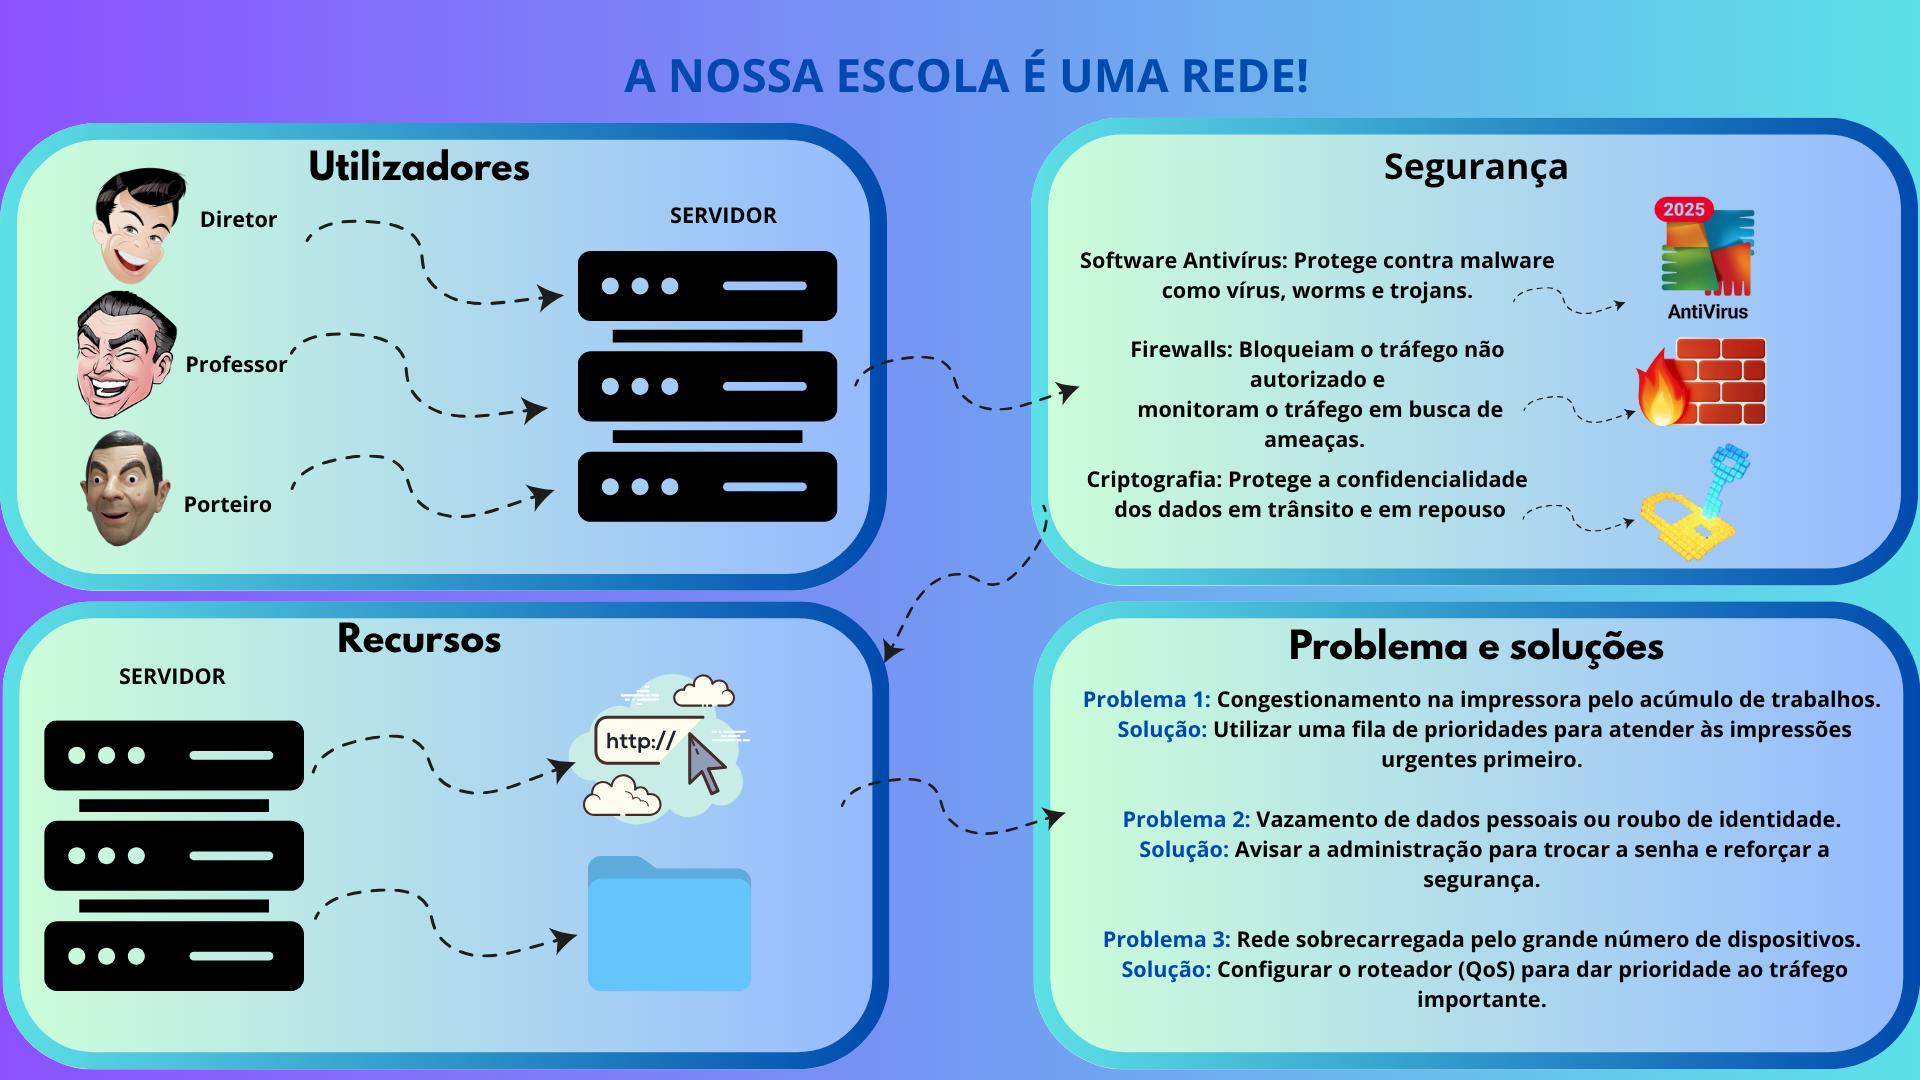 A NOSSA ESCOLA É UMA REDE!
Utilizadores
Diretor
SERVIDOR
Professor
Porteiro
Segurança
Software Antivírus: Protege contra malware
como vírus, worms e trojans.
2025
AntiVirus
Firewalls: Bloqueiam o tráfego não
autorizado e
monitoram o tráfego em busca de
ameaças.
Criptografia: Protege a confidencialidade
dos dados em trânsito e em repouso
Recursos
SERVIDOR
http://
Problema e soluções
Problema 1: Congestionamento na impressora pelo acúmulo de trabalhos.
Solução: Utilizar uma fila de prioridades para atender às impressões
urgentes primeiro.
Problema 2: Vazamento de dados pessoais ou roubo de identidade.
Solução: Avisar a administração para trocar a senha e reforçar a
segurança.
Problema 3: Rede sobrecarregada pelo grande número de dispositivos.
Solução: Configurar o roteador (QoS) para dar prioridade ao tráfego
importante.